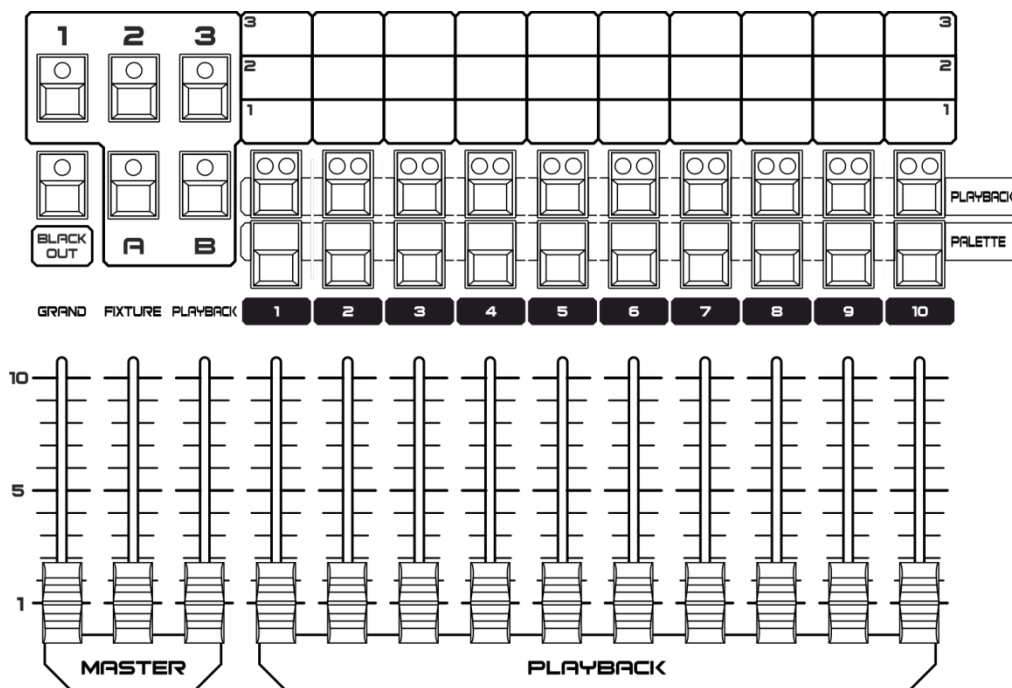 1 2 3 3 3
2 2
1 1
PLAYBACK
BLACK OUT A B PALETTE
GRAND FIXTURE PLAYBACK 1 2 3 4 5 6 7 8 9 10
10
5
1
MASTER PLAYBACK